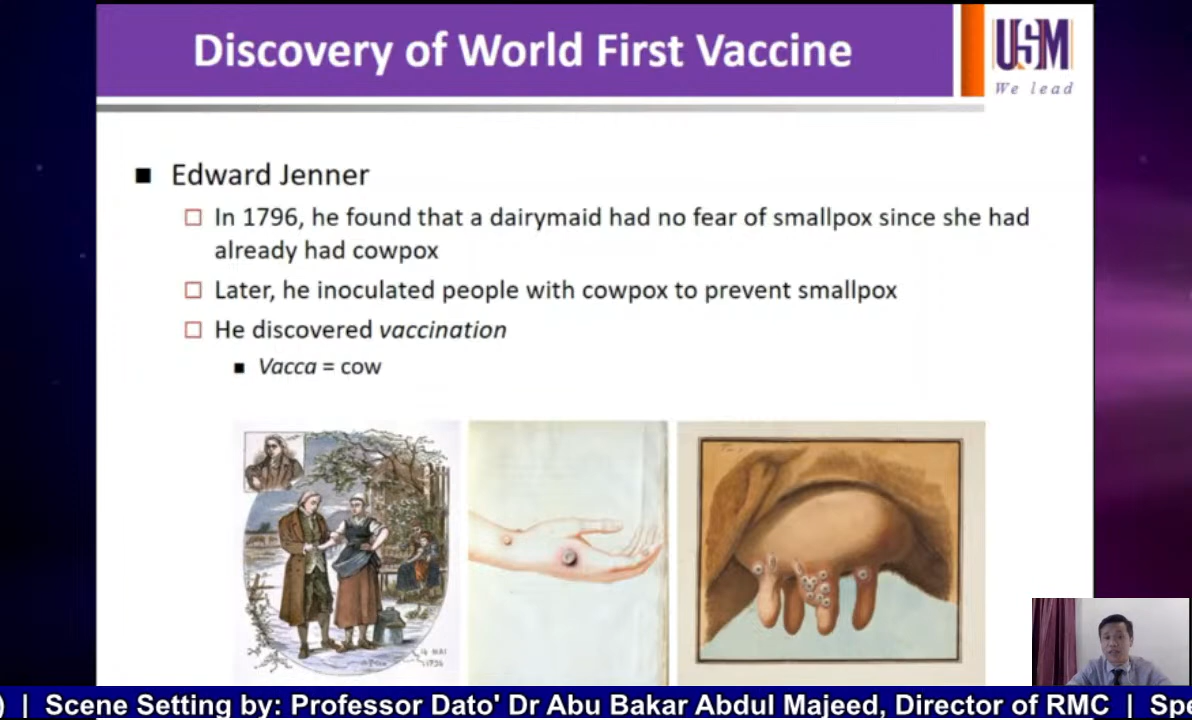 Discovery of World First Vaccine
USM
We lead
■ Edward Jenner
□ In 1796, he found that a dairymaid had no fear of smallpox since she had
already had cowpox
□ Later, he inoculated people with cowpox to prevent smallpox
□ He discovered vaccination
■ Vacca = cow
14 MAI
) | Scene Setting by: Professor Dato' Dr Abu Bakar Abdul Majeed, Director of RMC | Spe